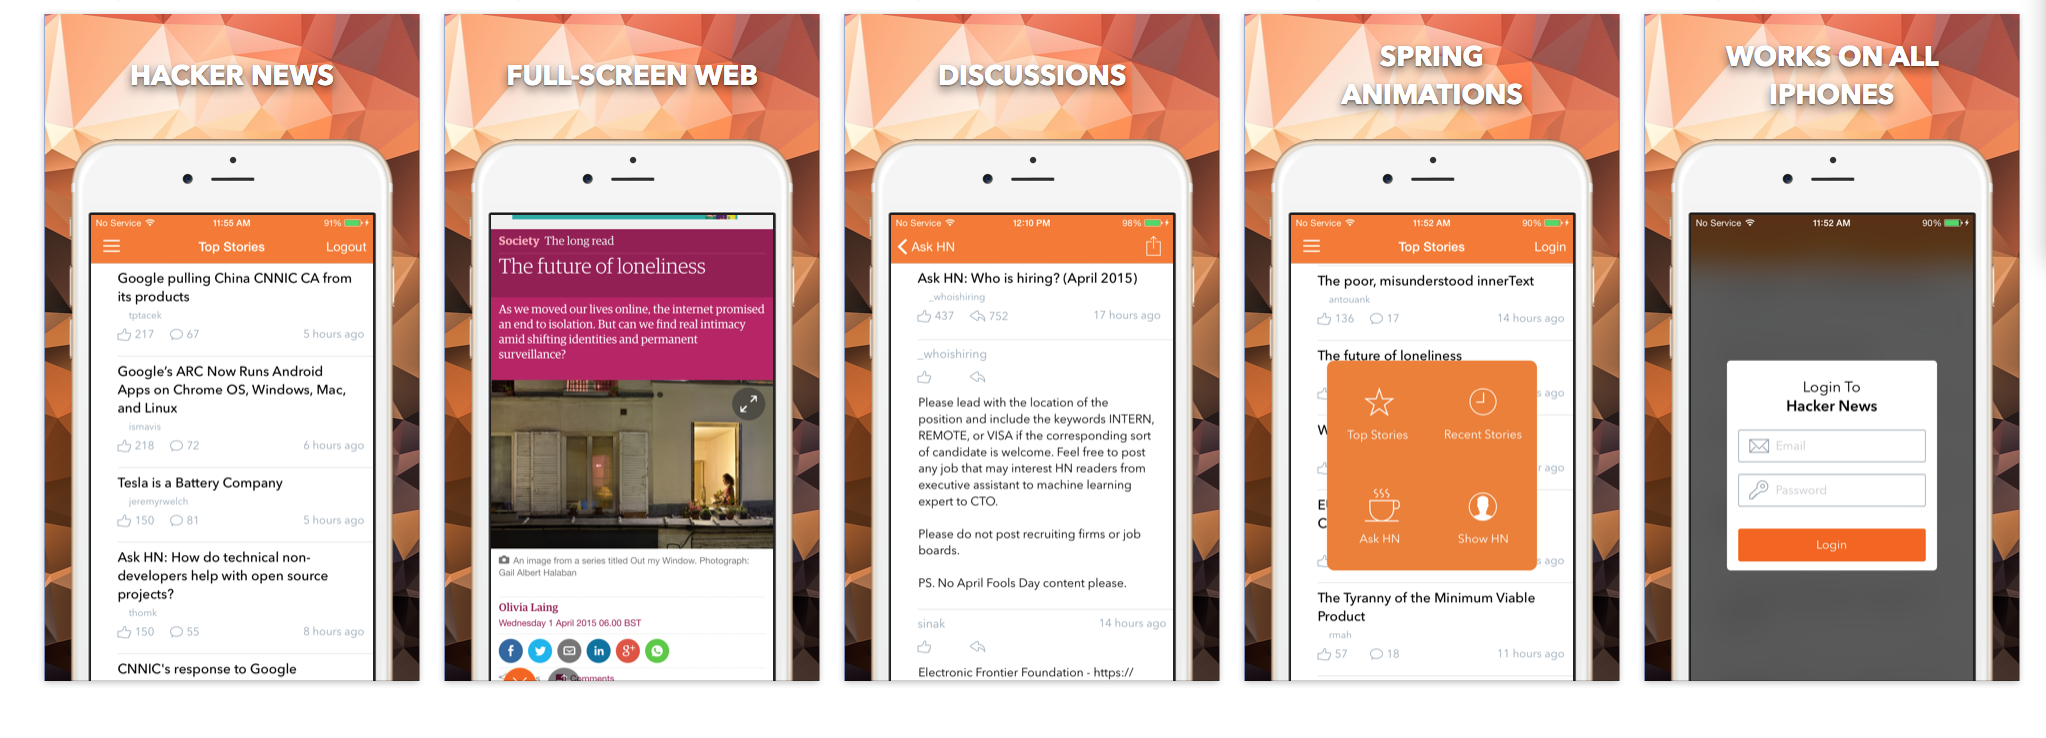 HACKER NEWS
No Service 11:55 AM 91%
Top Stories Logout
Google pulling China CNNIC CA from
its products
tptacek
217 67 5 hours ago
Google's ARC Now Runs Android
Apps on Chrome OS, Windows, Mac,
and Linux
ismavis
218 72 6 hours ago
Tesla is a Battery Company
jeremyrwelch
150 81 5 hours ago
Ask HN: How do technical non-
developers help with open source
projects?
thomk
150 55 8 hours ago
CNNIC's response to Google
FULL-SCREEN WEB
Society The long read
The future of loneliness
As we moved our lives online, the internet promised
an end to isolation. But can we find real intimacy
amid shifting identities and permanent
surveillance?
An image from a series titled Out my Window. Photograph:
Gail Albert Halaban
Olivia Laing
Wednesday 1 April 2015 06.00 BST
f in g+
Comments
DISCUSSIONS
No Service 12:10 PM 98%
Ask HN
Ask HN: Who is hiring? (April 2015)
_whoishiring
437 752 17 hours ago
_whoishiring
Please lead with the location of the
position and include the keywords INTERN,
REMOTE, or VISA if the corresponding sort
of candidate is welcome. Feel free to post
any job that may interest HN readers from
executive assistant to machine learning
expert to CTO.
Please do not post recruiting firms or job
boards.
PS. No April Fools Day content please.
sinak 14 hours ago
Electronic Frontier Foundation - https://
SPRING
ANIMATIONS
No Service 11:52 AM 90%
Top Stories Login
The poor, misunderstood innerText
antouank
136 17 14 hours ago
The future of loneliness
s ago
Top Stories Recent Stories
W
r ago
E
C
Ask HN Show HN
s ago
The Tyranny of the Minimum Viable
Product
rmah
57 18 11 hours ago
WORKS ON ALL
IPHONES
No Service 11:52 AM 90%
Login To
Hacker News
Email
Password
Login